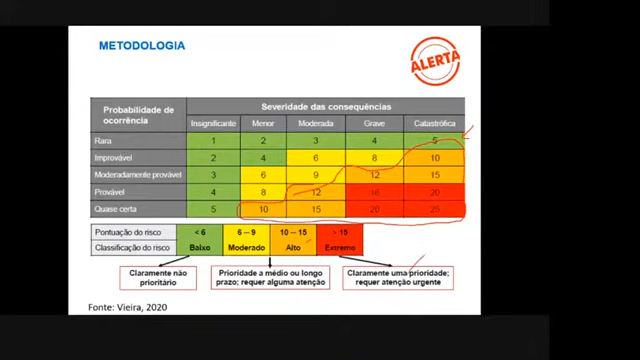 METODOLOGIA
ALERTA
Probabilidade de ocorrência
Severidade das consequências
Insignificante Menor Moderada Grave Catastrófica
Rara 1 2 3 4 5
Improvável 2 4 6 8 10
Moderadamente provável 3 6 9 12 15
Provável 4 8 12 16 20
Quase certa 5 10 15 20 25
Pontuação do risco < 6 6 – 9 10 – 15 > 15
Classificação do risco Baixo Moderado Alto Extremo
Claramente não
prioritário
Prioridade a médio ou longo
prazo; requer alguma atenção
Claramente uma prioridade;
requer atenção urgente
Fonte: Vieira, 2020